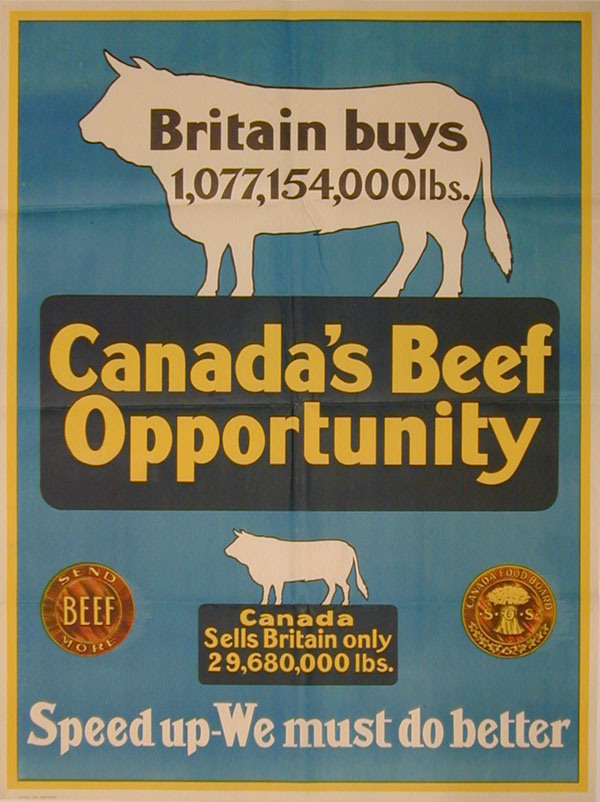 Britain buys
1,077,154,000lbs.
Canada's Beef
Opportunity
SEND
BEEF
MORE
CANADA FOOD BOARD
S.O.S.
Canada
Sells Britain only
29,680,000 lbs.
Speed up-We must do better